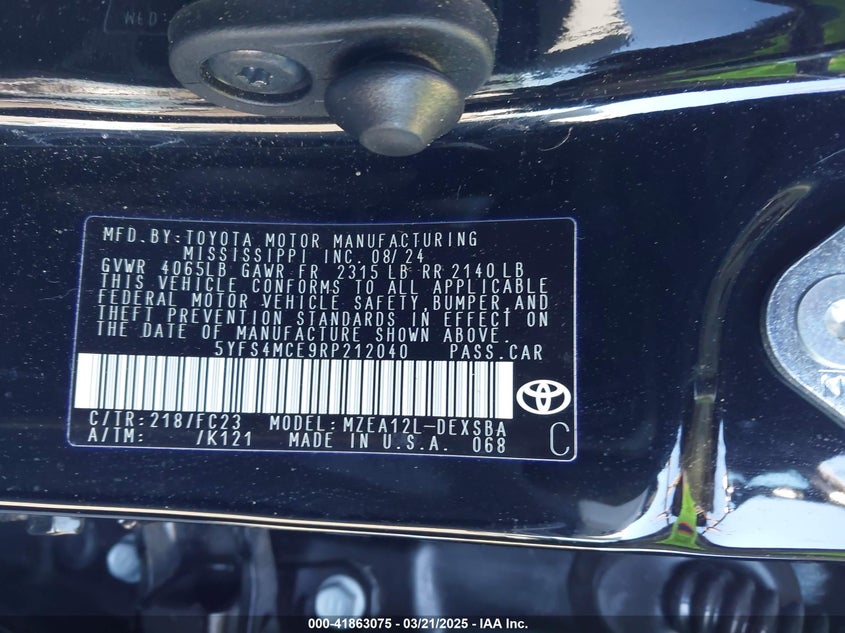 MFD. BY: TOYOTA MOTOR MANUFACTURING
MISSISSIPPI INC. 08/24
GVWR 4065LB GAWR FR 2315 LB RR 2140 LB
THIS VEHICLE CONFORMS TO ALL APPLICABLE
FEDERAL MOTOR VEHICLE SAFETY, BUMPER, AND
THEFT PREVENTION STANDARDS IN EFFECT ON
THE DATE OF MANUFACTURE SHOWN ABOVE.
5YFS4MCE9RP212040 PASS. CAR
C/TR: 218/FC23 MODEL: MZEA12L-DEXSBA
A/TM: /K121 MADE IN U.S.A. 068 C
000-41863075 - 03/21/2025 - IAA Inc.